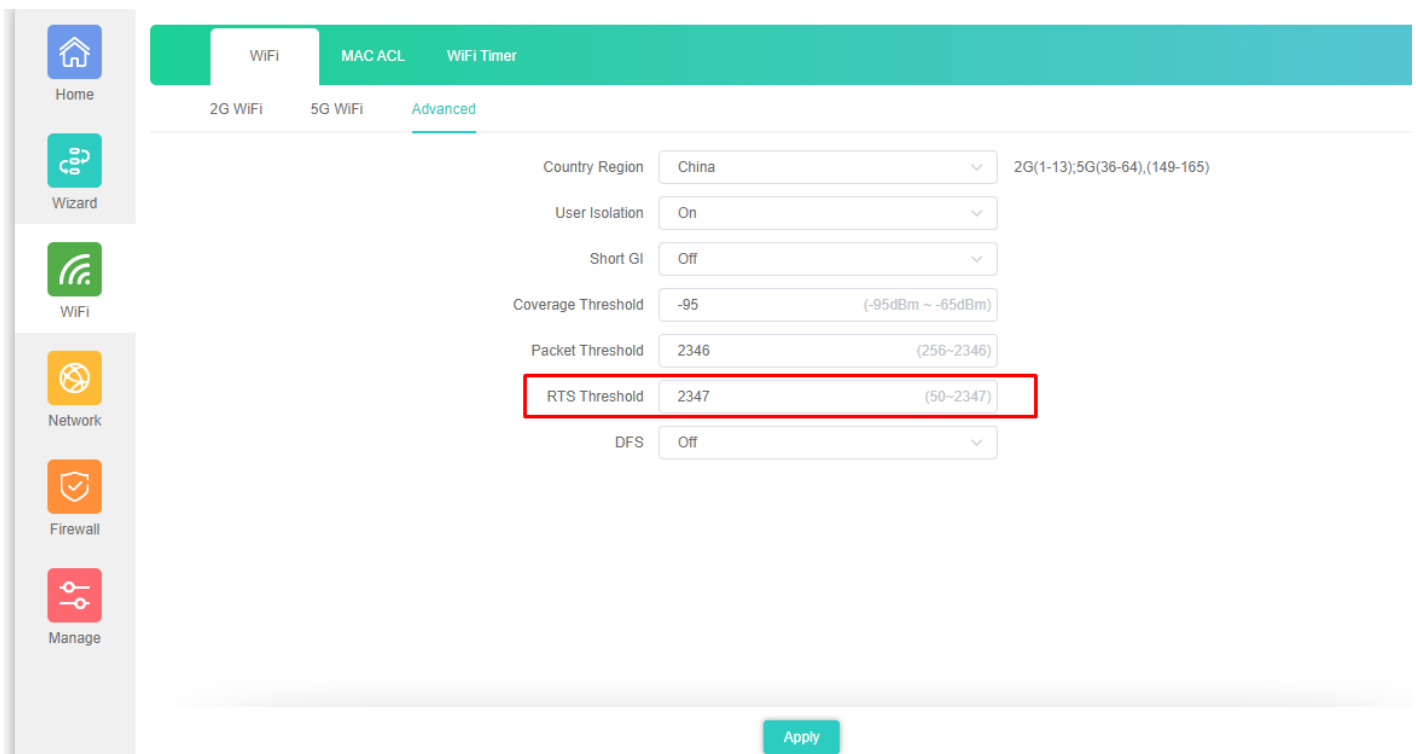 Home
Wizard
WiFi
Network
Firewall
Manage
WiFi MAC ACL WiFi Timer
2G WiFi 5G WiFi Advanced
Country Region China 2G(1-13);5G(36-64),(149-165)
User Isolation On
Short GI Off
Coverage Threshold -95 (-95dBm ~ -65dBm)
Packet Threshold 2346 (256~2346)
RTS Threshold 2347 (50~2347)
DFS Off
Apply